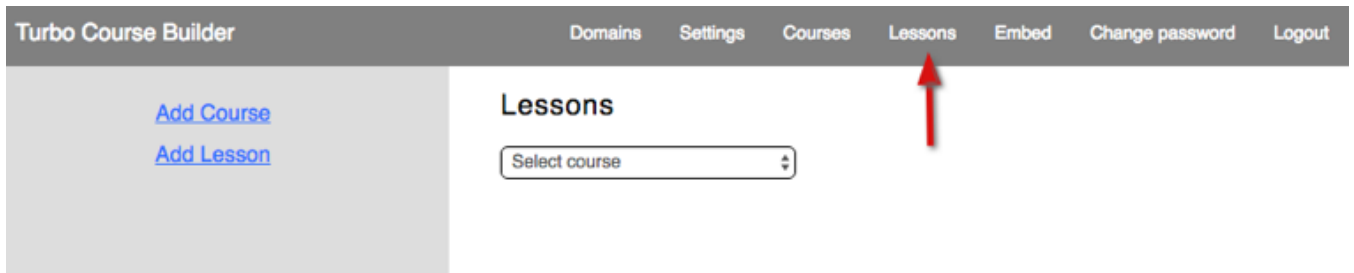 Turbo Course Builder
Domains Settings Courses Lessons Embed Change password Logout
Add Course
Add Lesson
Lessons
Select course